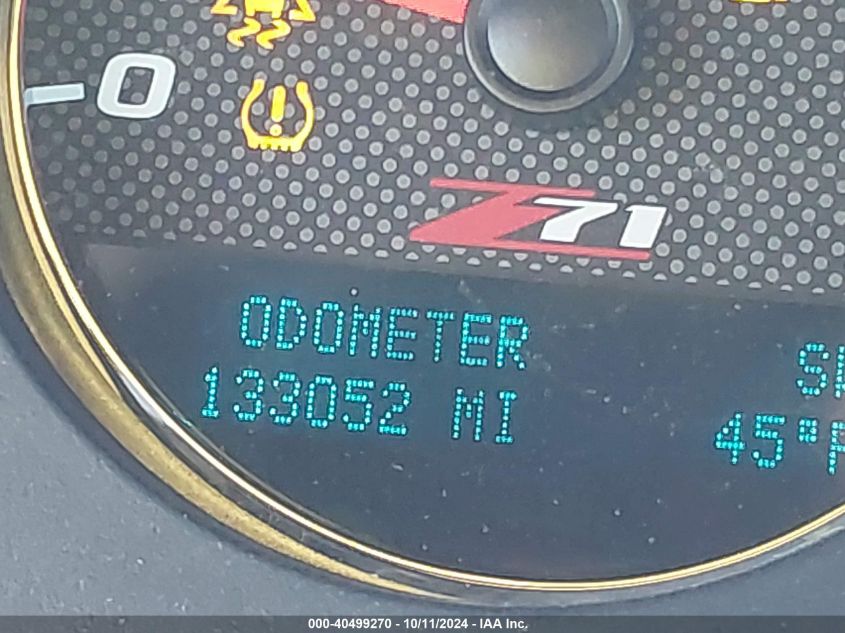 0
Z71
ODOMETER
133052 MI
45°F
000-40499270 - 10/11/2024 - IAA Inc.